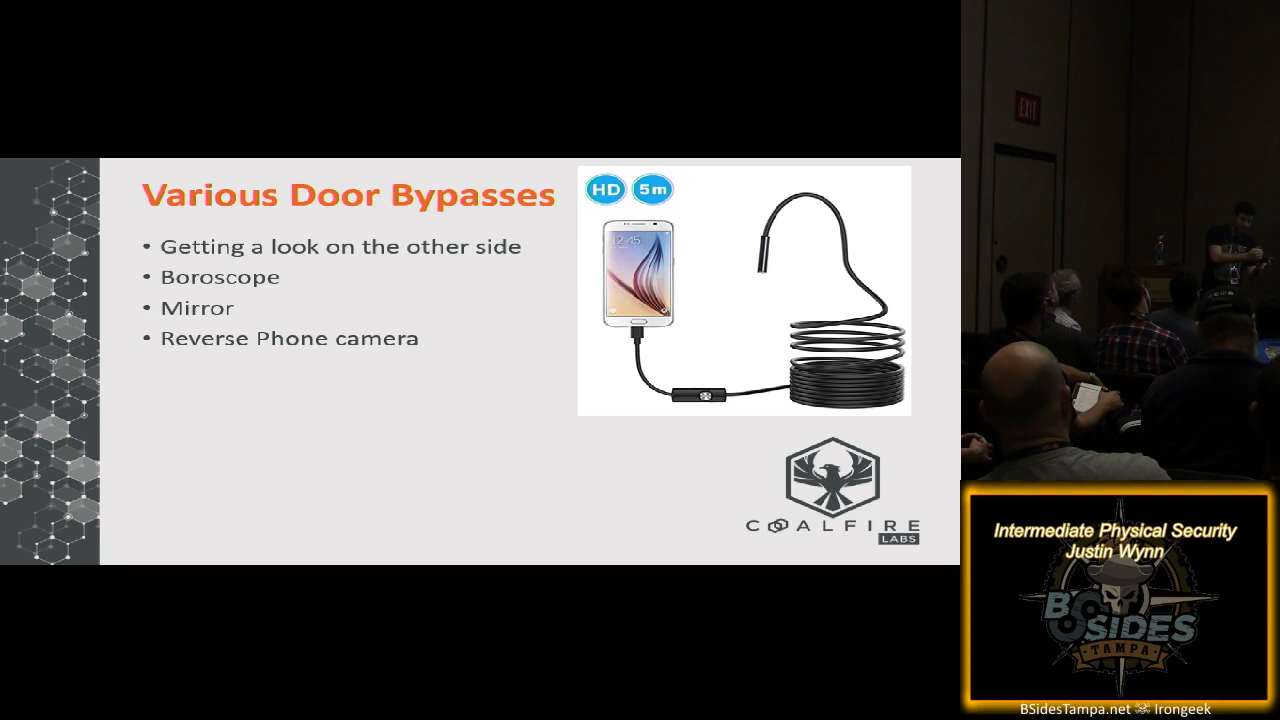 Various Door Bypasses
• Getting a look on the other side
• Boroscope
• Mirror
• Reverse Phone camera
HD 5m
12:45
COALFIRE
LABS
EXIT
Intermediate Physical Security
Justin Wynn
BSIDES
TAMPA
BSidesTampa.net Irongeek